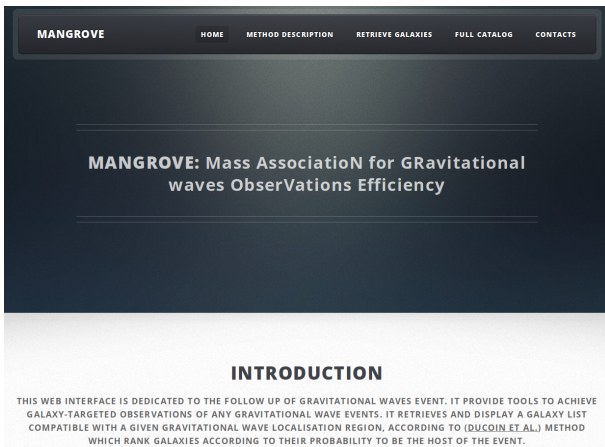 MANGROVE HOME METHOD DESCRIPTION RETRIEVE GALAXIES FULL CATALOG CONTACTS
MANGROVE: Mass AssociatioN for GRavitational
waves ObserVations Efficiency
INTRODUCTION
THIS WEB INTERFACE IS DEDICATED TO THE FOLLOW UP OF GRAVITATIONAL WAVES EVENT. IT PROVIDE TOOLS TO ACHIEVE
GALAXY-TARGETED OBSERVATIONS OF ANY GRAVITATIONAL WAVE EVENTS. IT RETRIEVES AND DISPLAY A GALAXY LIST
COMPATIBLE WITH A GIVEN GRAVITATIONAL WAVE LOCALISATION REGION, ACCORDING TO (DUCOIN ET AL.) METHOD
WHICH RANK GALAXIES ACCORDING TO THEIR PROBABILITY TO BE THE HOST OF THE EVENT.